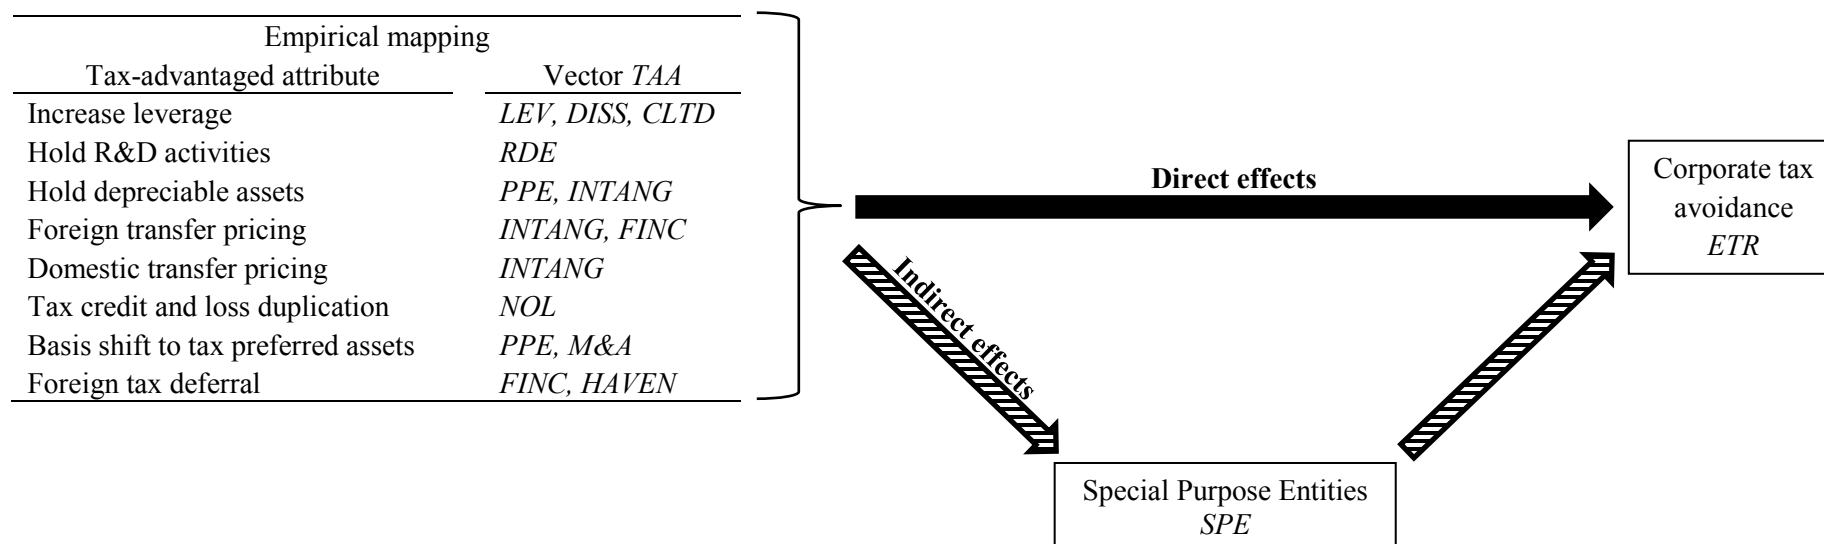 Empirical mapping
Tax-advantaged attribute Vector TAA
Increase leverage LEV, DISS, CLTD
Hold R&D activities RDE
Hold depreciable assets PPE, INTANG
Foreign transfer pricing INTANG, FINC
Domestic transfer pricing INTANG
Tax credit and loss duplication NOL
Basis shift to tax preferred assets PPE, M&A
Foreign tax deferral FINC, HAVEN
Direct effects
Indirect effects
Corporate tax
avoidance
ETR
Special Purpose Entities
SPE